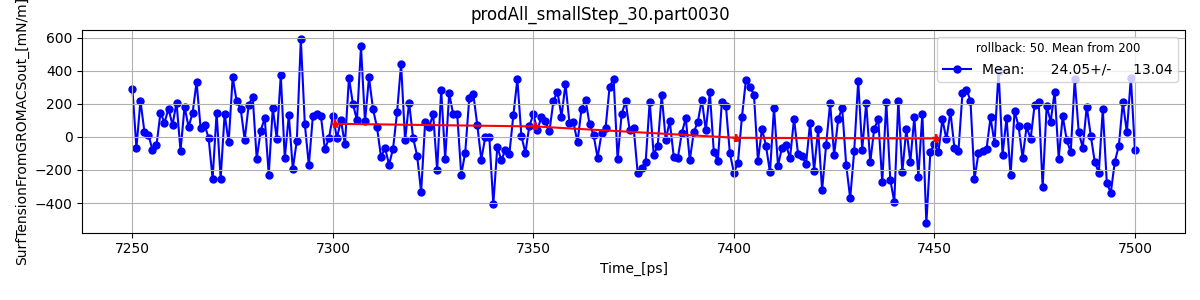 prodAll_smallStep_30.part0030
SurfTensionFromGROMACSout_[mN/m]
600
400
200
0
−200
−400
rollback: 50. Mean from 200
Mean: 24.05+/- 13.04
7250 7300 7350 7400 7450 7500
Time_[ps]